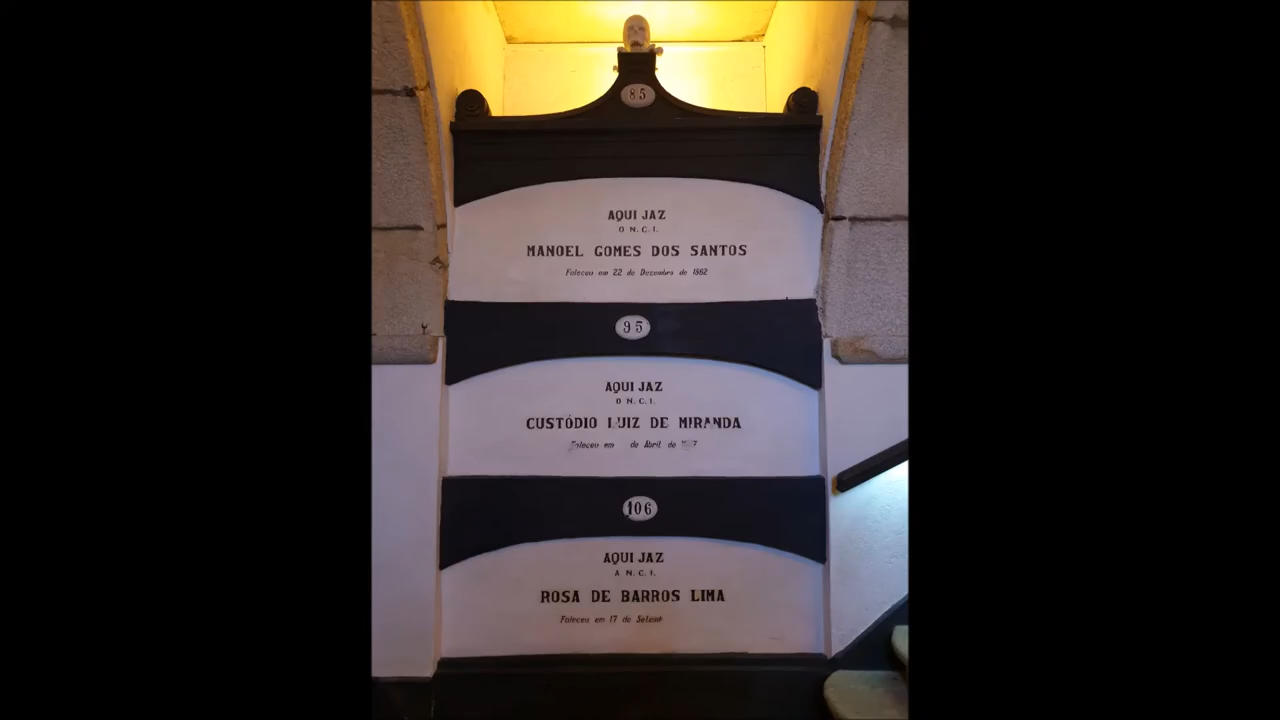 85
AQUI JAZ
O N. C. I.
MANOEL GOMES DOS SANTOS
Faleceu em 22 de Dezembro de 1862
95
AQUI JAZ
O N. C. I.
CUSTÓDIO LUIZ DE MIRANDA
Faleceu em de Abril de
106
AQUI JAZ
A N. C. I.
ROSA DE BARROS LIMA
Faleceu em 17 de Setemb